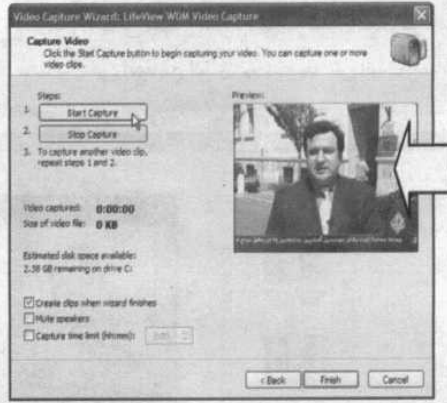 Video Capture Wizard: LifeView WDM Video Capture
Capture Video
Click the Start Capture button to begin capturing your video. You can capture one or more
video clips.
Steps:
1. Start Capture
2. Stop Capture
3. To capture another video clip,
repeat steps 1 and 2.
Preview:
Video captured: 0:00:00
Size of video file: 0 KB
Estimated disk space available:
2.38 GB remaining on drive C:
Create clips when wizard finishes
Mute speakers
Capture time limit (hh:mm):
< Back
Finish
Cancel